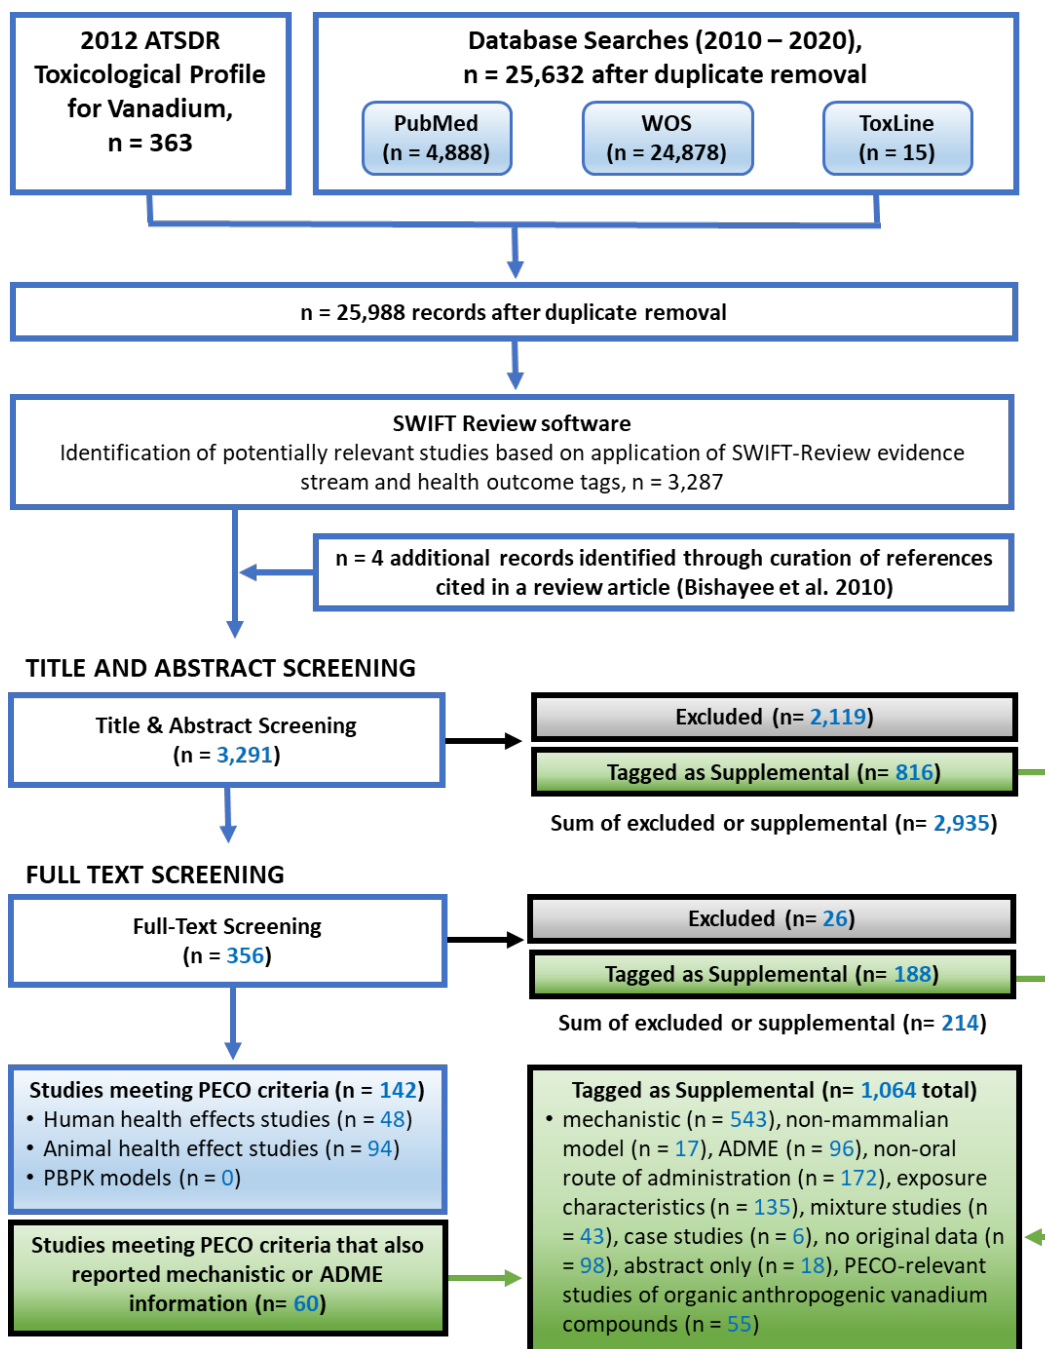 2012 ATSDR
Toxicological Profile
for Vanadium,
n = 363
Database Searches (2010 – 2020),
n = 25,632 after duplicate removal
PubMed
(n = 4,888)
WOS
(n = 24,878)
ToxLine
(n = 15)
n = 25,988 records after duplicate removal
SWIFT Review software
Identification of potentially relevant studies based on application of SWIFT-Review evidence
stream and health outcome tags, n = 3,287
n = 4 additional records identified through curation of references
cited in a review article (Bishayee et al. 2010)
TITLE AND ABSTRACT SCREENING
Title & Abstract Screening
(n = 3,291)
Excluded (n= 2,119)
Tagged as Supplemental (n= 816)
Sum of excluded or supplemental (n= 2,935)
FULL TEXT SCREENING
Full-Text Screening
(n = 356)
Excluded (n= 26)
Tagged as Supplemental (n= 188)
Sum of excluded or supplemental (n= 214)
Studies meeting PECO criteria (n = 142)
• Human health effects studies (n = 48)
• Animal health effect studies (n = 94)
• PBPK models (n = 0)
Studies meeting PECO criteria that also
reported mechanistic or ADME
information (n= 60)
Tagged as Supplemental (n= 1,064 total)
• mechanistic (n = 543), non-mammalian
model (n = 17), ADME (n = 96), non-oral
route of administration (n = 172), exposure
characteristics (n = 135), mixture studies (n
= 43), case studies (n = 6), no original data (n
= 98), abstract only (n = 18), PECO-relevant
studies of organic anthropogenic vanadium
compounds (n = 55)